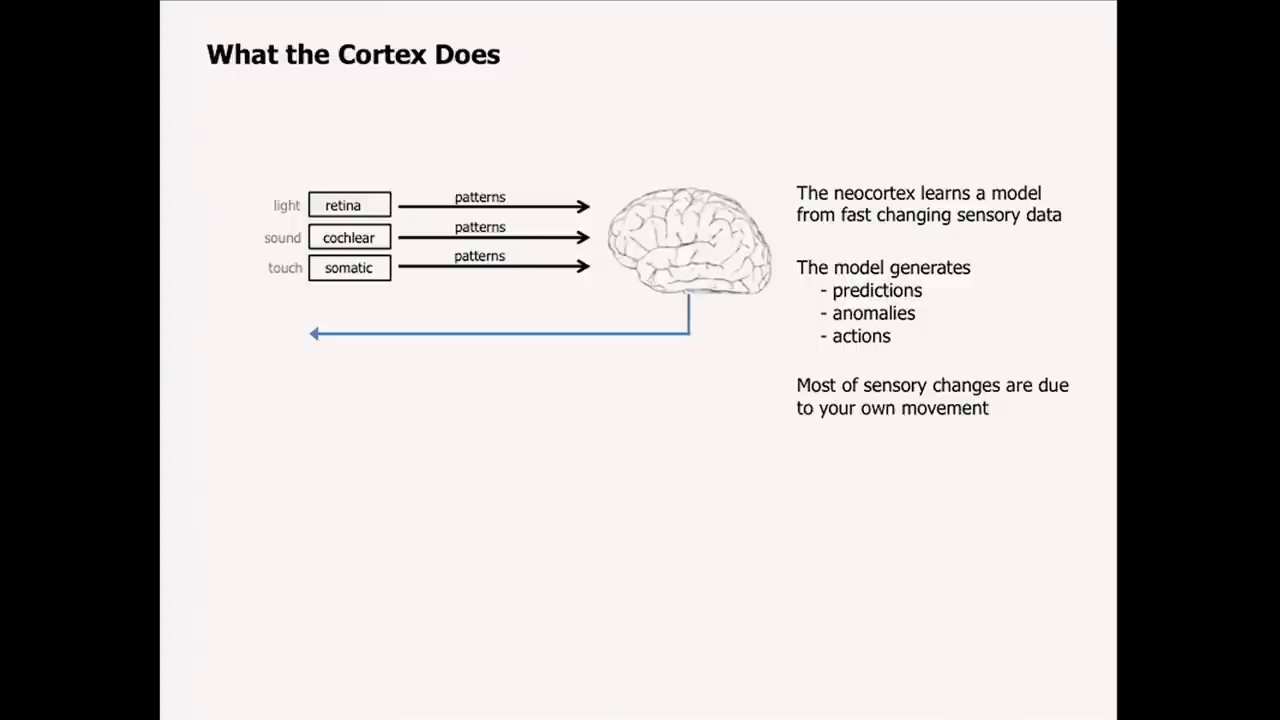 What the Cortex Does
light retina patterns
sound cochlear patterns
touch somatic patterns
The neocortex learns a model
from fast changing sensory data
The model generates
- predictions
- anomalies
- actions
Most of sensory changes are due
to your own movement